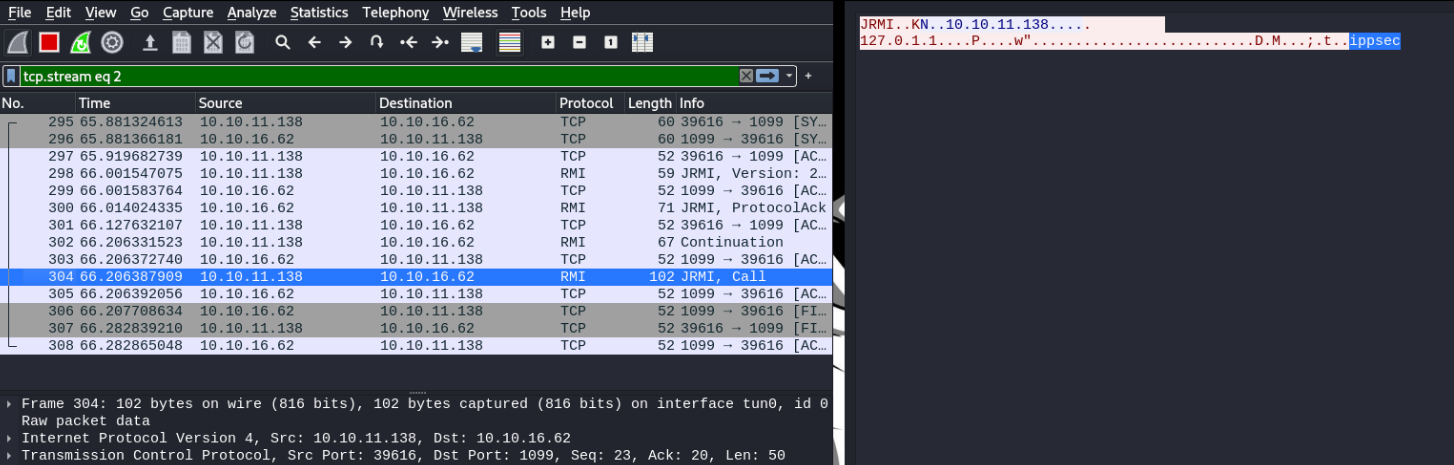 File Edit View Go Capture Analyze Statistics Telephony Wireless Tools Help
tcp.stream eq 2
No. Time Source Destination Protocol Length Info
295 65.881324613 10.10.11.138 10.10.16.62 TCP 60 39616 → 1099 [SY…
296 65.881366181 10.10.16.62 10.10.11.138 TCP 60 1099 → 39616 [SY…
297 65.919682739 10.10.11.138 10.10.16.62 TCP 52 39616 → 1099 [AC…
298 66.001547075 10.10.11.138 10.10.16.62 RMI 59 JRMI, Version: 2…
299 66.001583764 10.10.16.62 10.10.11.138 TCP 52 1099 → 39616 [AC…
300 66.014024335 10.10.16.62 10.10.11.138 RMI 71 JRMI, ProtocolAck
301 66.127632107 10.10.11.138 10.10.16.62 TCP 52 39616 → 1099 [AC…
302 66.206331523 10.10.11.138 10.10.16.62 RMI 67 Continuation
303 66.206372740 10.10.16.62 10.10.11.138 TCP 52 1099 → 39616 [AC…
304 66.206387909 10.10.11.138 10.10.16.62 RMI 102 JRMI, Call
305 66.206392056 10.10.16.62 10.10.11.138 TCP 52 1099 → 39616 [AC…
306 66.207708634 10.10.16.62 10.10.11.138 TCP 52 1099 → 39616 [FI…
307 66.282839210 10.10.11.138 10.10.16.62 TCP 52 39616 → 1099 [FI…
308 66.282865048 10.10.16.62 10.10.11.138 TCP 52 1099 → 39616 [AC…
Frame 304: 102 bytes on wire (816 bits), 102 bytes captured (816 bits) on interface tun0, id 0
Raw packet data
Internet Protocol Version 4, Src: 10.10.11.138, Dst: 10.10.16.62
Transmission Control Protocol, Src Port: 39616, Dst Port: 1099, Seq: 23, Ack: 20, Len: 50
JRMI..KN..10.10.11.138.....
127.0.1.1....P....w"..........................D.M...;.t..ippsec